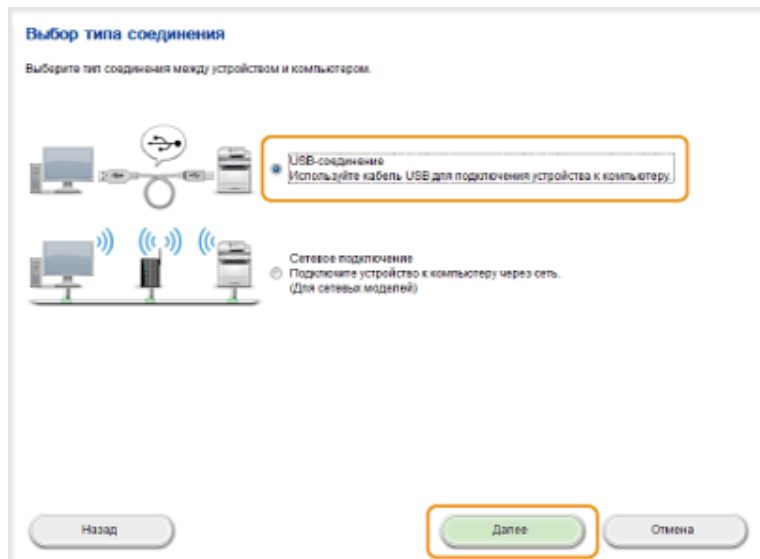 Выбор типа соединения
Выберите тип соединения между устройством и компьютером.
USB-соединение
Используйте кабель USB для подключения устройства к компьютеру.
Сетевое подключение
Подключите устройство к компьютеру через сеть.
(Для сетевых моделей)
Назад
Далее
Отмена